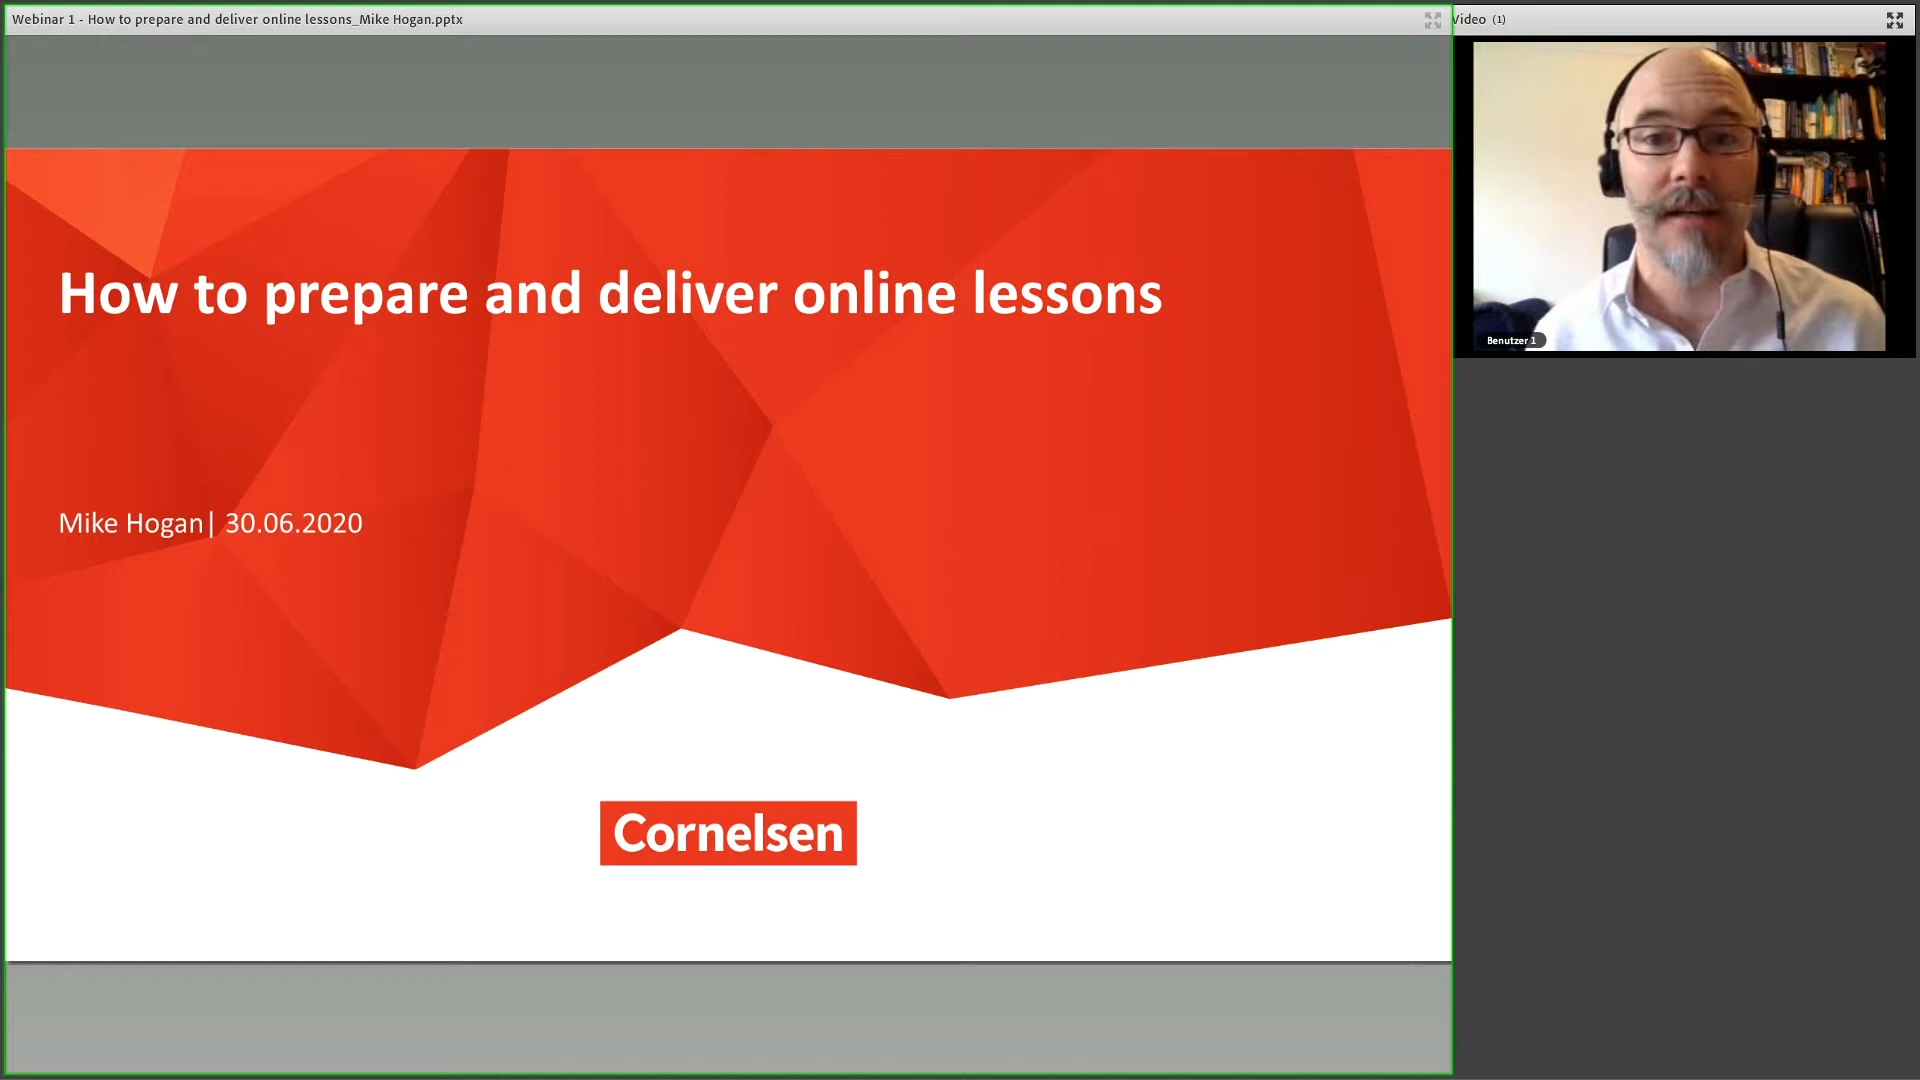 Webinar 1 - How to prepare and deliver online lessons_Mike Hogan.pptx
Video (1)
Benutzer 1
How to prepare and deliver online lessons
Mike Hogan| 30.06.2020
Cornelsen